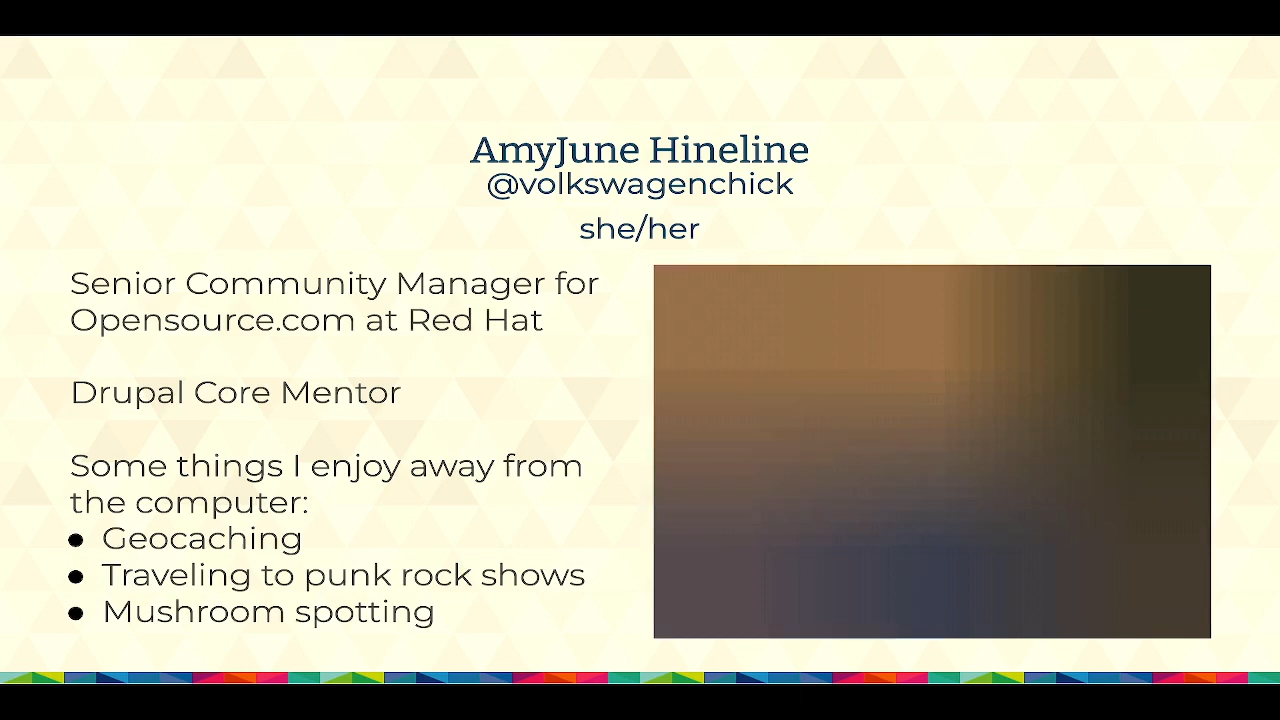 AmyJune Hineline
@volkswagenchick
she/her
Senior Community Manager for
Opensource.com at Red Hat
Drupal Core Mentor
Some things I enjoy away from
the computer:
● Geocaching
● Traveling to punk rock shows
● Mushroom spotting